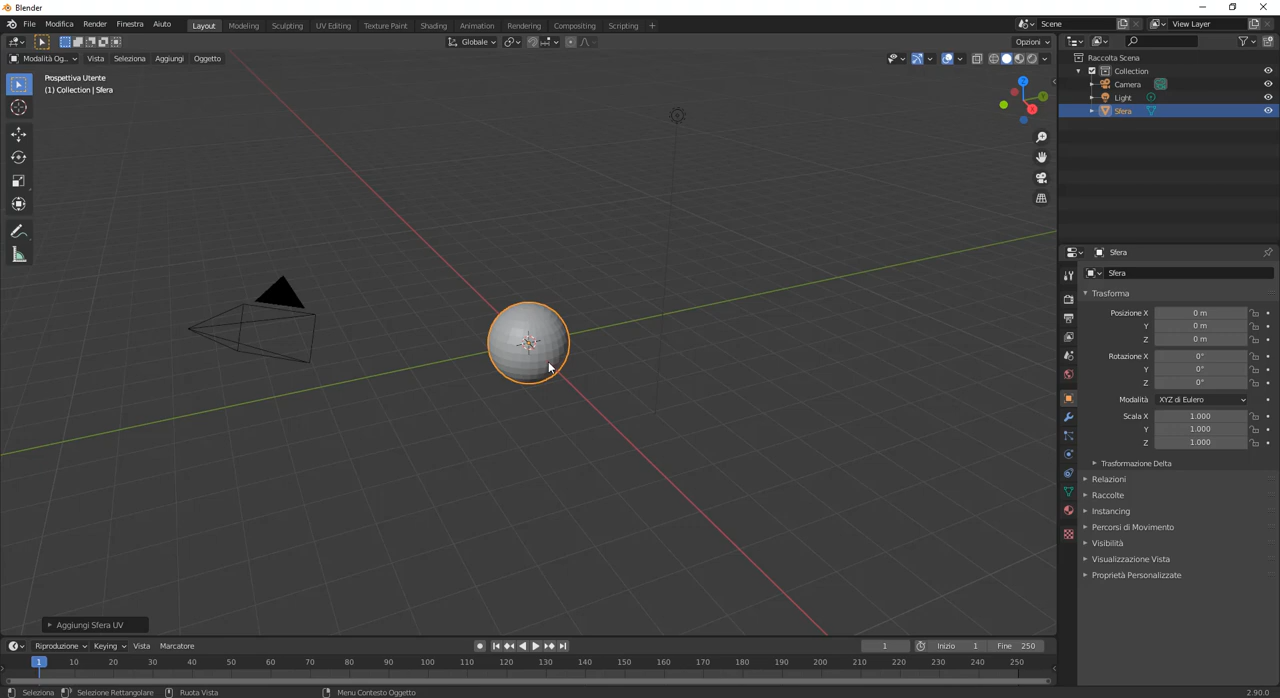 Blender
File Modifica Render Finestra Aiuto Layout Modeling Sculpting UV Editing Texture Paint Shading Animation Rendering Compositing Scripting + Scene View Layer
Globale Opzioni
Modalità Og... Vista Seleziona Aggiungi Oggetto
Prospettiva Utente
(1) Collection | Sfera
Z
Y
X
Raccolta Scena
Collection
Camera
Light
Sfera
Sfera
Sfera
Trasforma
Posizione X 0 m
Y 0 m
Z 0 m
Rotazione X 0°
Y 0°
Z 0°
Modalità XYZ di Eulero
Scala X 1.000
Y 1.000
Z 1.000
Trasformazione Delta
Relazioni
Raccolte
Instancing
Percorsi di Movimento
Visibilità
Visualizzazione Vista
Proprietà Personalizzate
Aggiungi Sfera UV
Riproduzione Keying Vista Marcatore 1 Inizio 1 Fine 250
1 10 20 30 40 50 60 70 80 90 100 110 120 130 140 150 160 170 180 190 200 210 220 230 240 250
Seleziona Selezione Rettangolare Ruota Vista Menu Contesto Oggetto 2.90.0